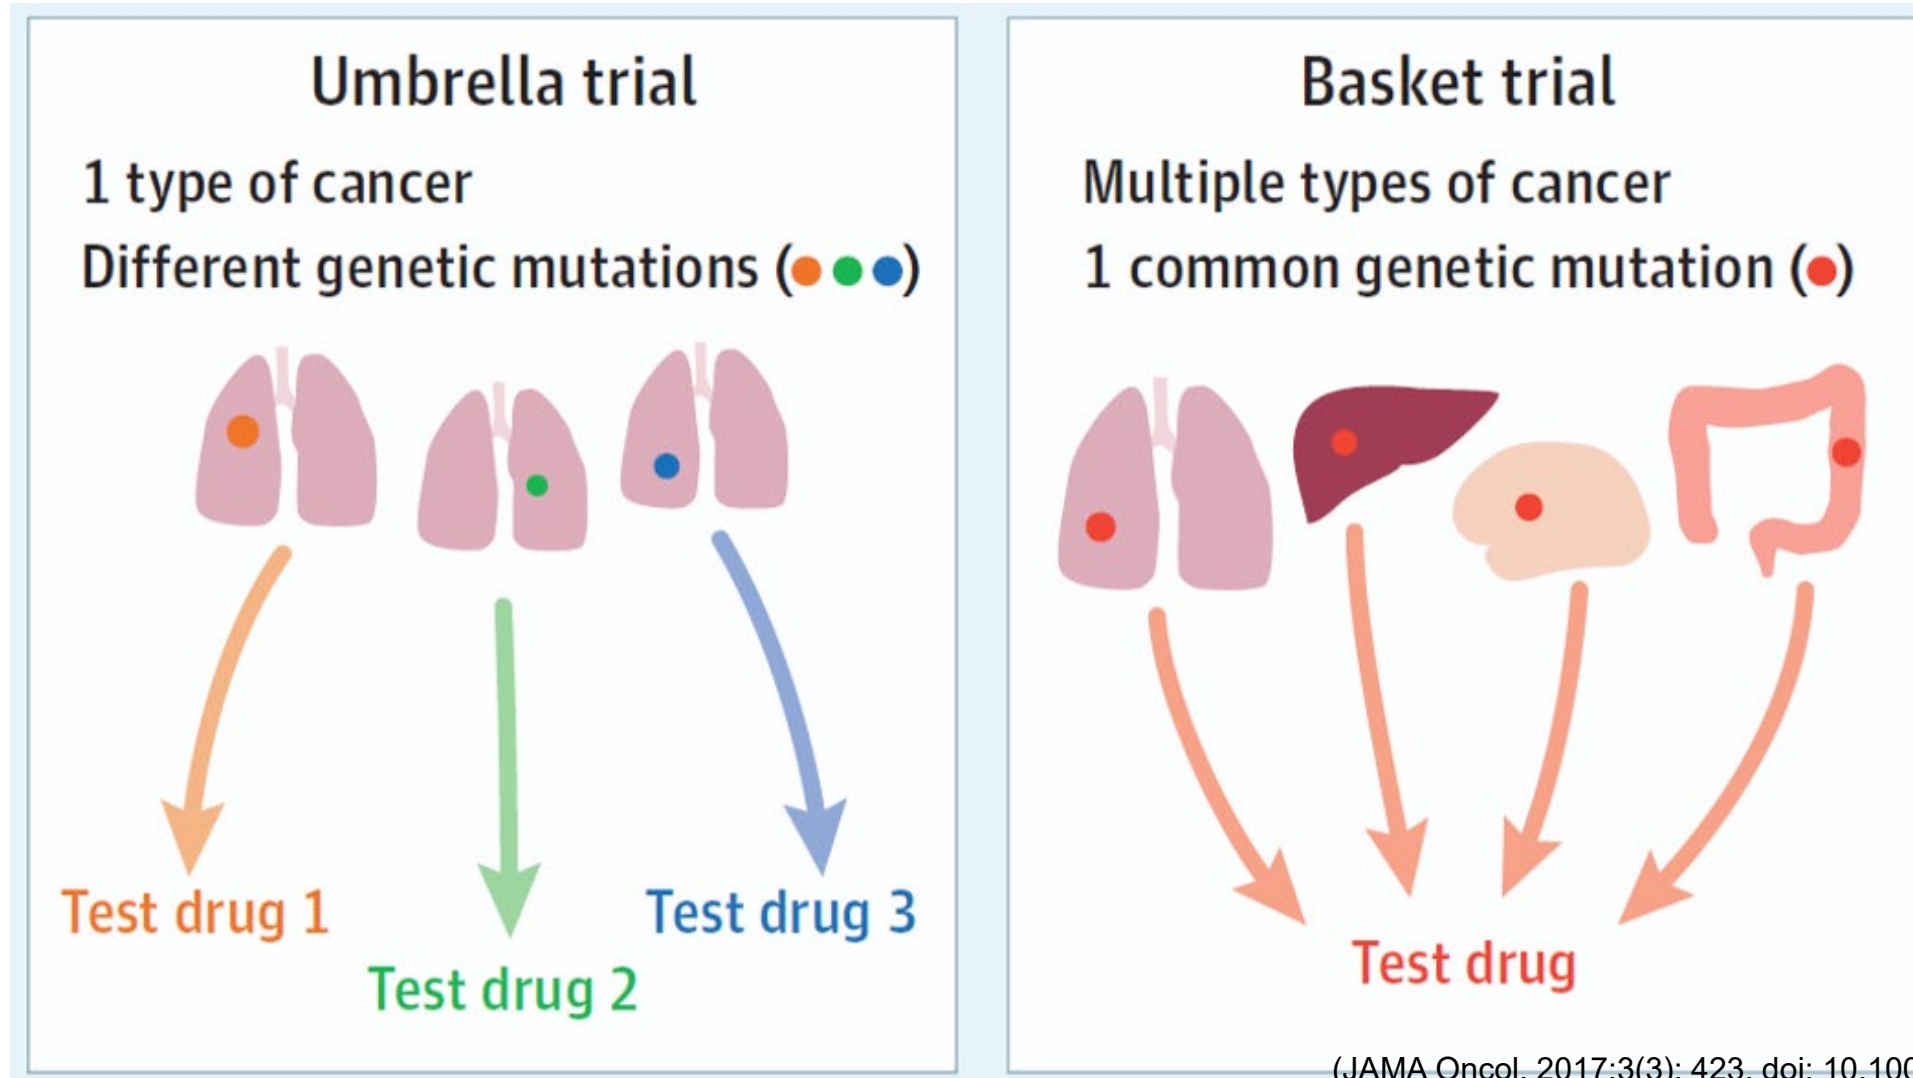 Umbrella trial
1 type of cancer
Different genetic mutations (●●●)
Test drug 1
Test drug 2
Test drug 3
Basket trial
Multiple types of cancer
1 common genetic mutation (●)
Test drug
(JAMA Oncol. 2017;3(3): 423. doi: 10.100